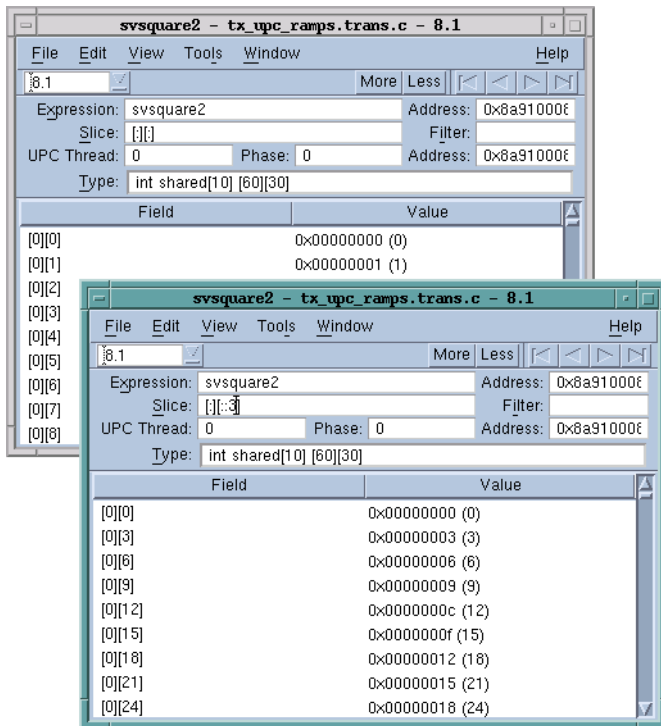 svsquare2 - tx_upc_ramps.trans.c - 8.1
File Edit View Tools Window Help
8.1 More Less
Expression: svsquare2 Address: 0x8a910008
Slice: [:][:] Filter:
UPC Thread: 0 Phase: 0 Address: 0x8a910008
Type: int shared[10] [60][30]
Field Value
[0][0] 0x00000000 (0)
[0][1] 0x00000001 (1)
[0][2]
[0][3]
[0][4]
[0][5]
[0][6]
[0][7]
[0][8]
svsquare2 - tx_upc_ramps.trans.c - 8.1
File Edit View Tools Window Help
8.1 More Less
Expression: svsquare2 Address: 0x8a910008
Slice: [:][::3] Filter:
UPC Thread: 0 Phase: 0 Address: 0x8a910008
Type: int shared[10] [60][30]
Field Value
[0][0] 0x00000000 (0)
[0][3] 0x00000003 (3)
[0][6] 0x00000006 (6)
[0][9] 0x00000009 (9)
[0][12] 0x0000000c (12)
[0][15] 0x0000000f (15)
[0][18] 0x00000012 (18)
[0][21] 0x00000015 (21)
[0][24] 0x00000018 (24)